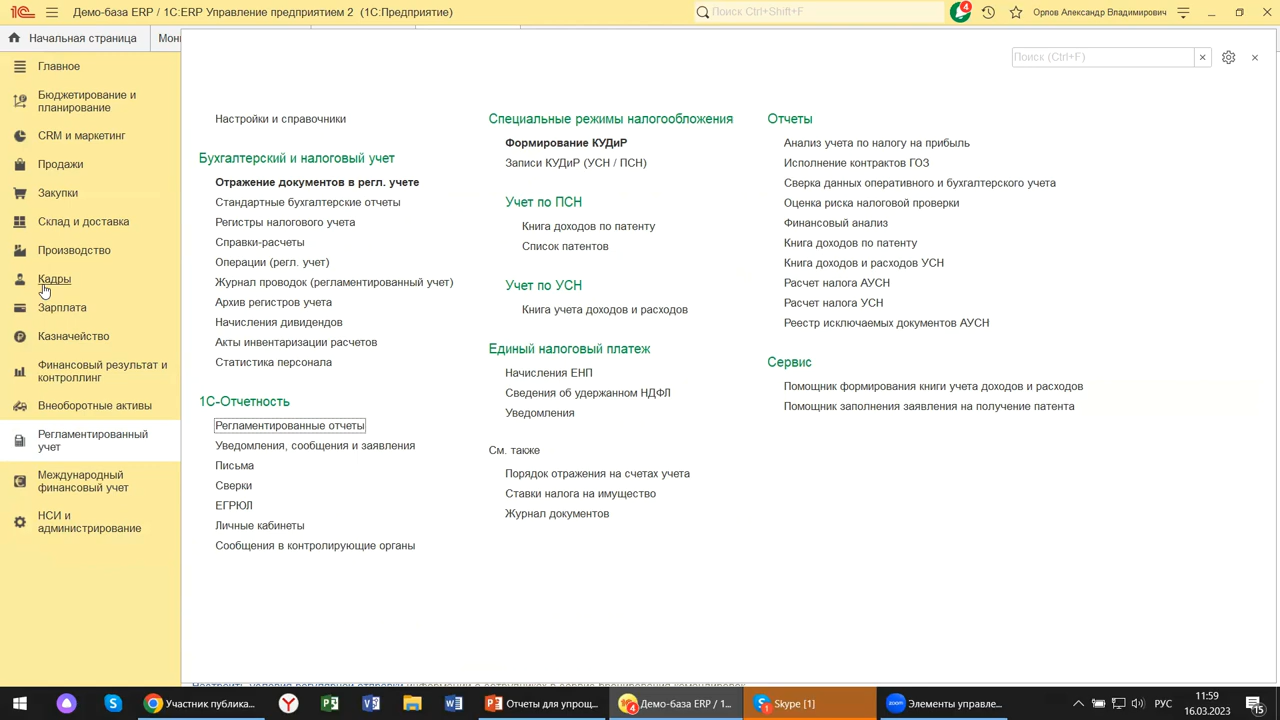 Демо-база ERP / 1С:ERP Управление предприятием 2 (1С:Предприятие)
Поиск Ctrl+Shift+F
4
Орлов Александр Владимирович
Начальная страница
Мон
Главное
Бюджетирование и
планирование
CRM и маркетинг
Продажи
Закупки
Склад и доставка
Производство
Кадры
Зарплата
Казначейство
Финансовый результат и
контроллинг
Внеоборотные активы
Регламентированный
учет
Международный
финансовый учет
НСИ и
администрирование
Поиск (Ctrl+F)
Настройки и справочники
Бухгалтерский и налоговый учет
Отражение документов в регл. учете
Стандартные бухгалтерские отчеты
Регистры налогового учета
Справки-расчеты
Операции (регл. учет)
Журнал проводок (регламентированный учет)
Архив регистров учета
Начисления дивидендов
Акты инвентаризации расчетов
Статистика персонала
1С-Отчетность
Регламентированные отчеты
Уведомления, сообщения и заявления
Письма
Сверки
ЕГРЮЛ
Личные кабинеты
Сообщения в контролирующие органы
Специальные режимы налогообложения
Формирование КУДиР
Записи КУДиР (УСН / ПСН)
Учет по ПСН
Книга доходов по патенту
Список патентов
Учет по УСН
Книга учета доходов и расходов
Единый налоговый платеж
Начисления ЕНП
Сведения об удержанном НДФЛ
Уведомления
См. также
Порядок отражения на счетах учета
Ставки налога на имущество
Журнал документов
Отчеты
Анализ учета по налогу на прибыль
Исполнение контрактов ГОЗ
Сверка данных оперативного и бухгалтерского учета
Оценка риска налоговой проверки
Финансовый анализ
Книга доходов по патенту
Книга доходов и расходов УСН
Расчет налога АУСН
Расчет налога УСН
Реестр исключаемых документов АУСН
Сервис
Помощник формирования книги учета доходов и расходов
Помощник заполнения заявления на получение патента
Участник публика...
Отчеты для упрощ...
Демо-база ERP / 1...
Skype [1]
Элементы управле...
РУС
11:59
16.03.2023
15